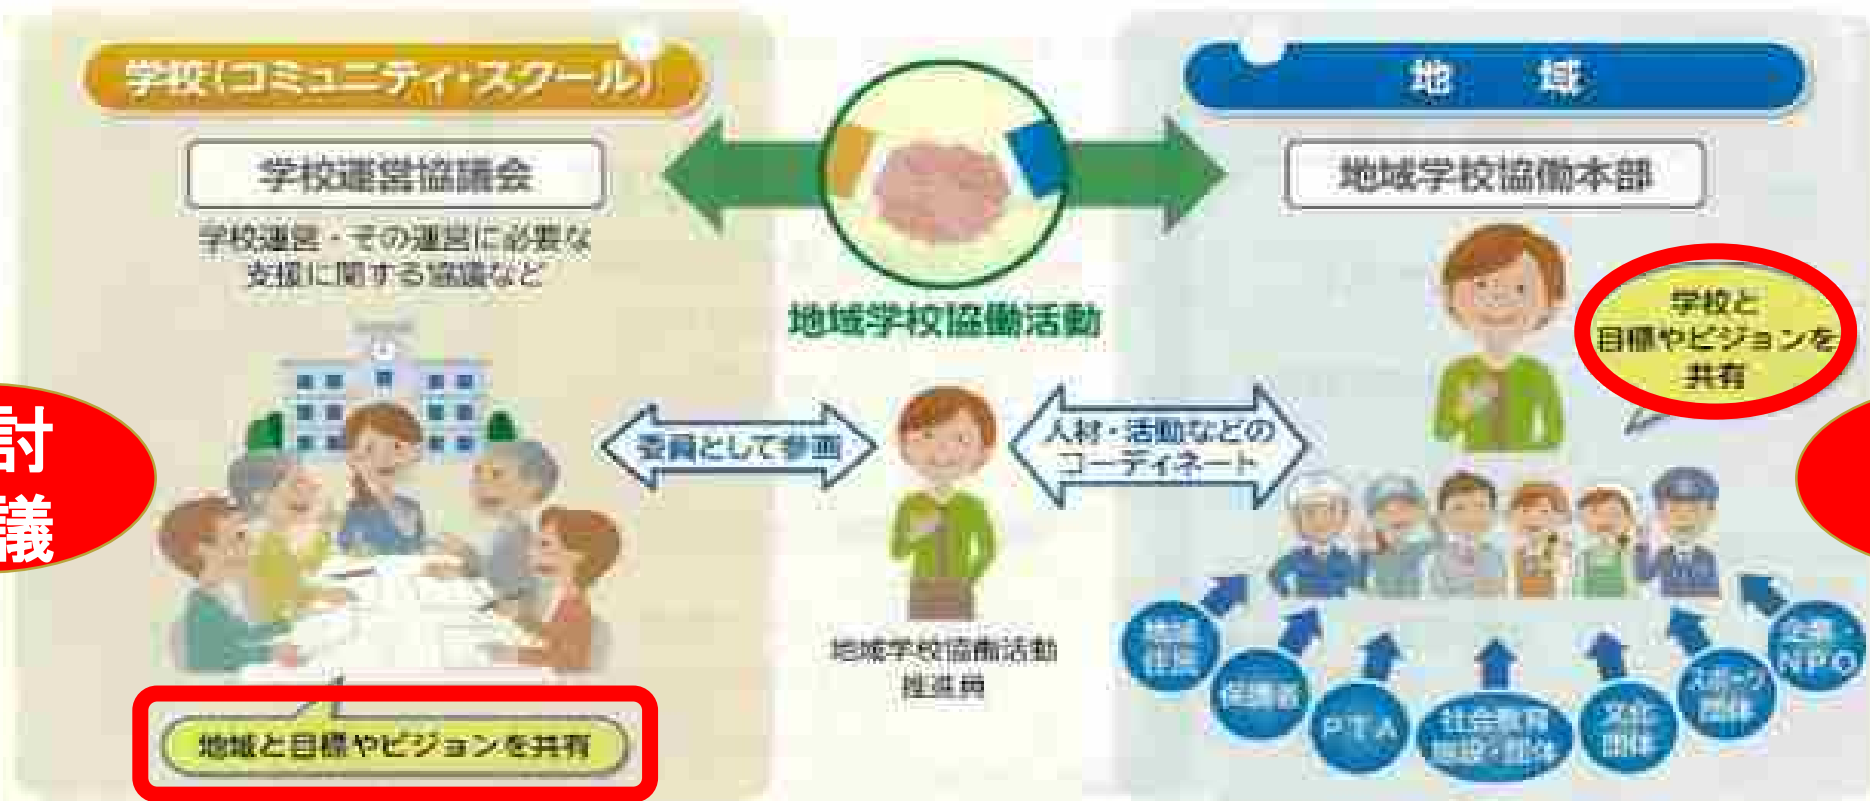 学校(コミュニティ・スクール)
学校運営協議会
学校運営・その運営に必要な
支援に関する協議など
討
議
地域と目標やビジョンを共有
地域学校協働活動
委員として参画
人材・活動などの
コーディネート
地域学校協働活動
推進員
地 域
地域学校協働本部
学校と
目標やビジョンを
共有
地域
住民
保護者
PTA
社会教育
施設・団体
文化
団体
スポーツ
団体
企業・
NPO